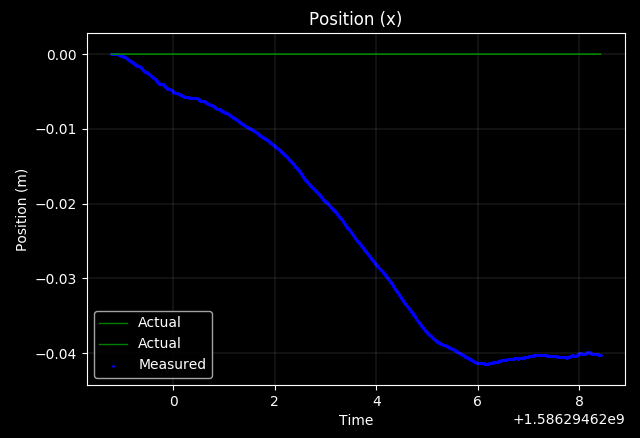 Position (x)
0.00
−0.01
−0.02
−0.03
−0.04
Position (m)
Actual
Actual
Measured
0 2 4 6 8
Time
+1.58629462e9